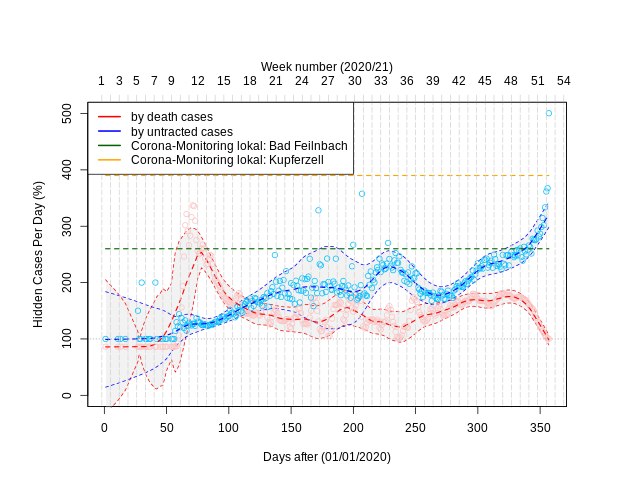 Week number (2020/21)
1 3 5 7 9 12 15 18 21 24 27 30 33 36 39 42 45 48 51 54
by death cases
by untracted cases
Corona-Monitoring lokal: Bad Feilnbach
Corona-Monitoring lokal: Kupferzell
Hidden Cases Per Day (%)
500
400
300
200
100
0
0 50 100 150 200 250 300 350
Days after (01/01/2020)